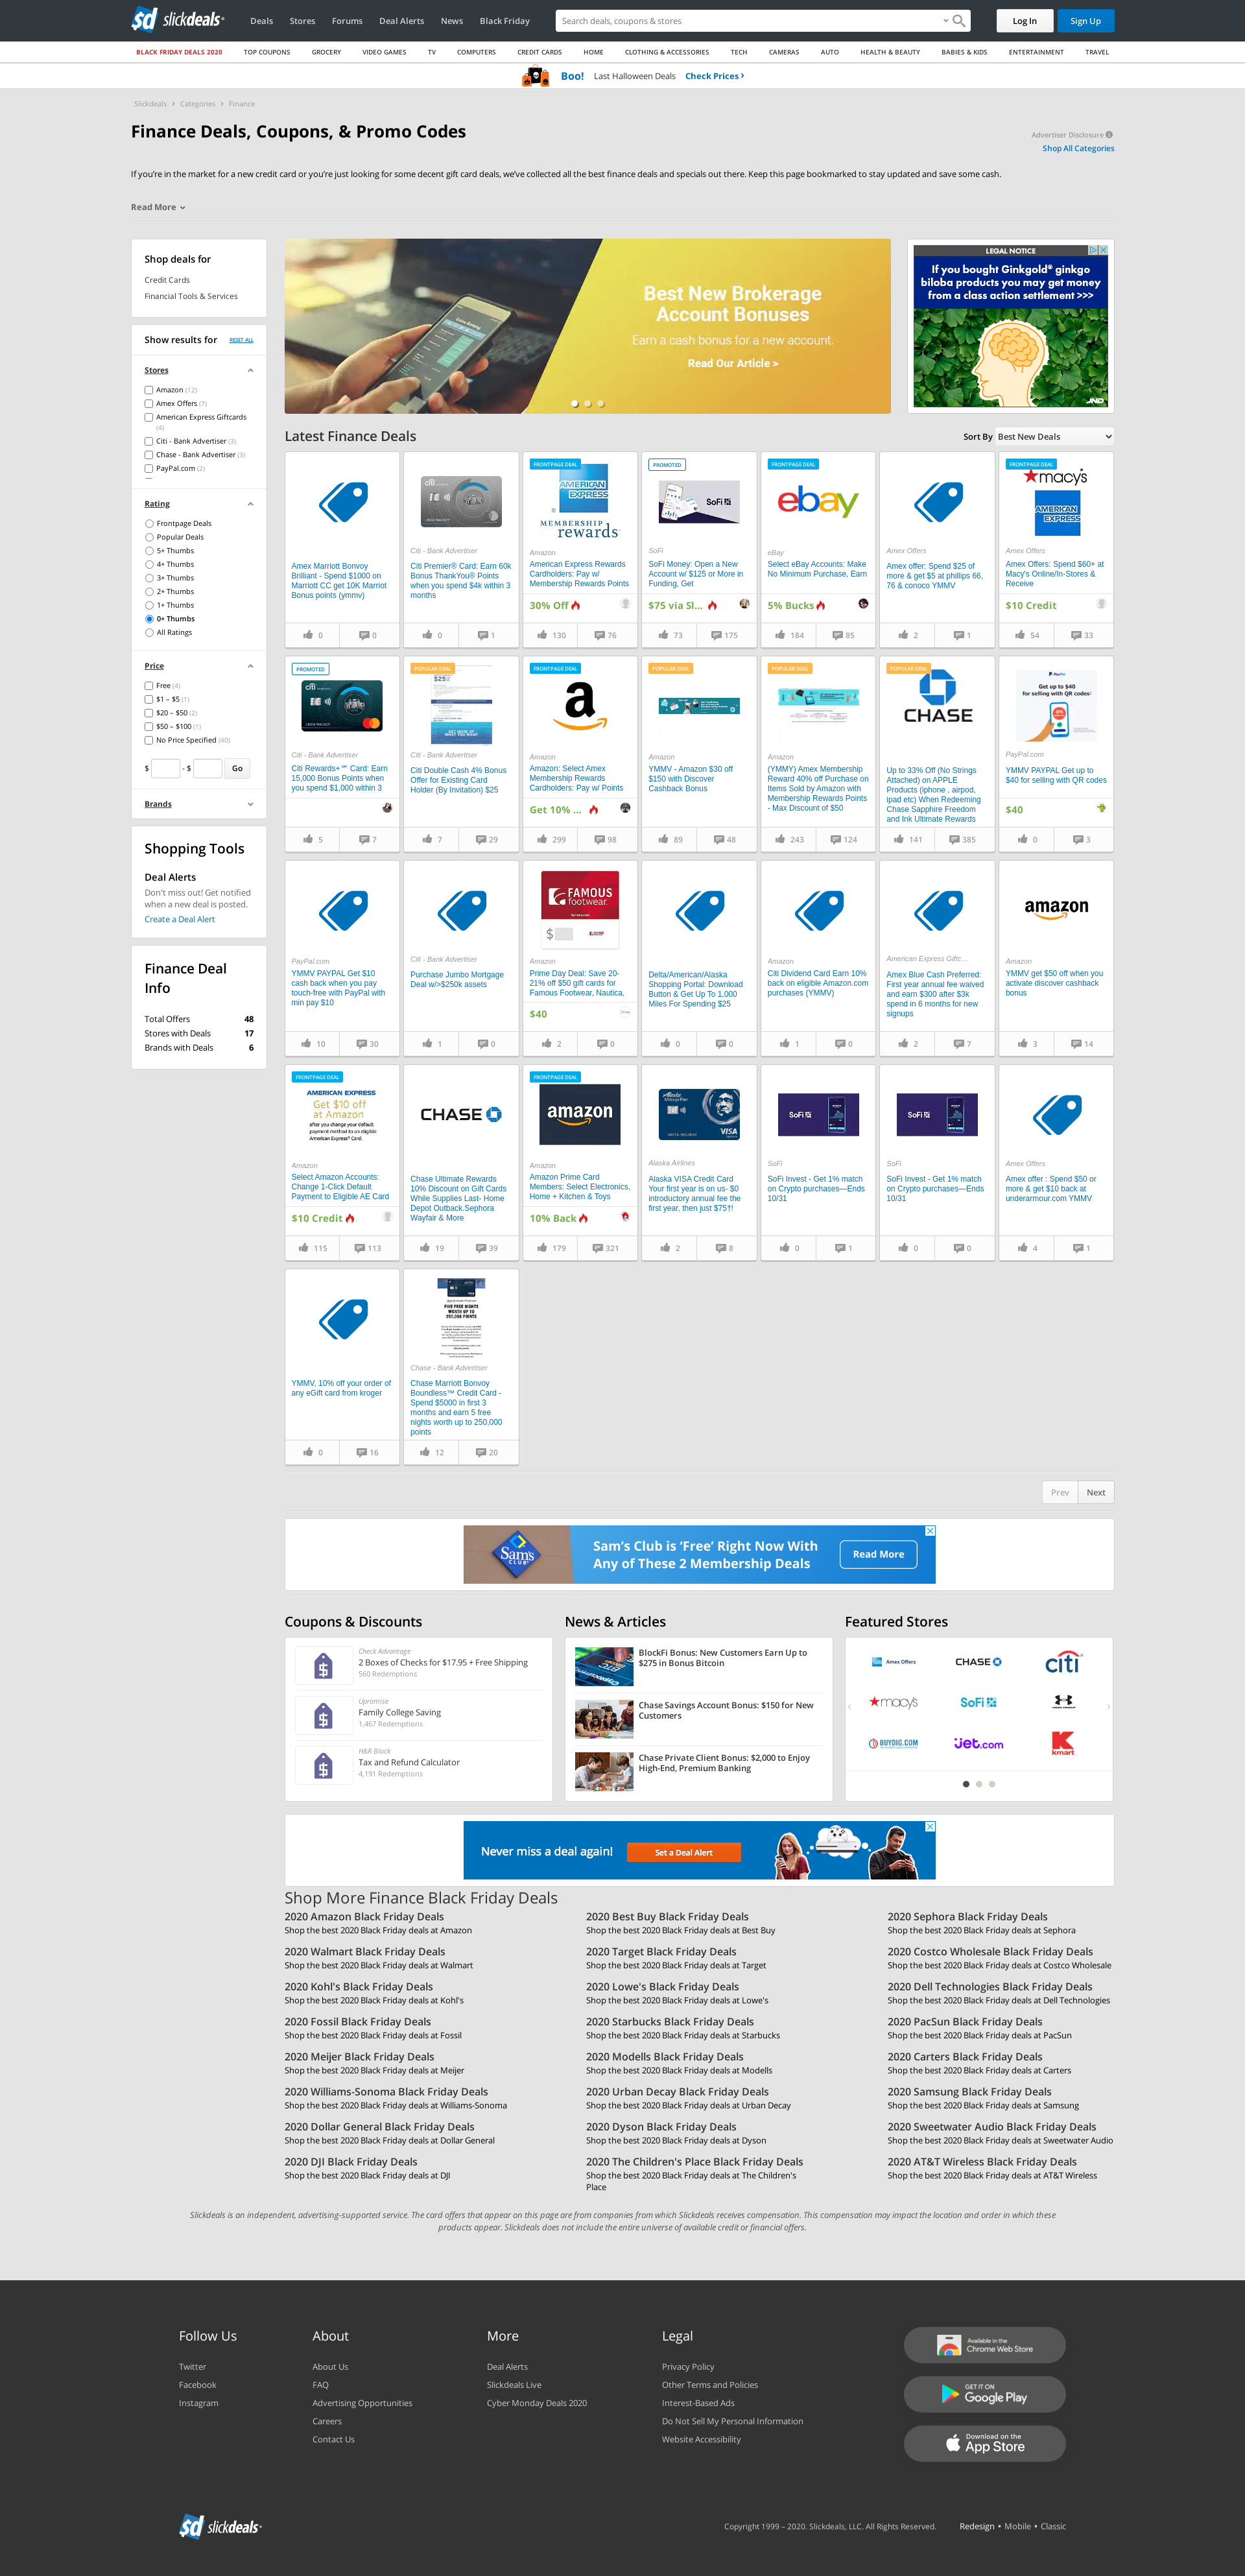 slickdeals
Deals Stores Forums Deal Alerts News Black Friday
Search deals, coupons & stores
Log In Sign Up
BLACK FRIDAY DEALS 2020 TOP COUPONS GROCERY VIDEO GAMES TV COMPUTERS CREDIT CARDS HOME CLOTHING & ACCESSORIES TECH CAMERAS AUTO HEALTH & BEAUTY BABIES & KIDS ENTERTAINMENT TRAVEL
Boo! Last Halloween Deals Check Prices
Slickdeals > Categories > Finance
Finance Deals, Coupons, & Promo Codes
Advertiser Disclosure
Shop All Categories
If you're in the market for a new credit card or you're just looking for some decent gift card deals, we've collected all the best finance deals and specials out there. Keep this page bookmarked to stay updated and save some cash.
Read More
Shop deals for
Credit Cards
Financial Tools & Services
Show results for RESET ALL
Stores
Amazon (12)
Amex Offers (7)
American Express Giftcards
(4)
Citi - Bank Advertiser (3)
Chase - Bank Advertiser (3)
PayPal.com (2)
Rating
Frontpage Deals
Popular Deals
5+ Thumbs
4+ Thumbs
3+ Thumbs
2+ Thumbs
1+ Thumbs
0+ Thumbs
All Ratings
Price
Free (4)
$1 – $5 (1)
$20 – $50 (2)
$50 – $100 (1)
No Price Specified (40)
$ - $ Go
Brands
Shopping Tools
Deal Alerts
Don't miss out! Get notified
when a new deal is posted.
Create a Deal Alert
Finance Deal
Info
Total Offers 48
Stores with Deals 17
Brands with Deals 6
Best New Brokerage
Account Bonuses
Earn a cash bonus for a new account.
Read Our Article >
LEGAL NOTICE
If you bought Ginkgold® ginkgo
biloba products you may get money
from a class action settlement >>>
JND
Latest Finance Deals
Sort By Best New Deals
Amex Marriott Bonvoy
Brilliant - Spend $1000 on
Marriott CC get 10K Marriot
Bonus points (ymmv)
0 0
Citi - Bank Advertiser
Citi Premier® Card: Earn 60k
Bonus ThankYou® Points
when you spend $4k within 3
months
0 1
FRONTPAGE DEAL
AMERICAN EXPRESS
MEMBERSHIP
rewards
Amazon
American Express Rewards
Cardholders: Pay w/
Membership Rewards Points
30% Off
130 76
PROMOTED
SoFi
SoFi
SoFi Money: Open a New
Account w/ $125 or More in
Funding, Get
$75 via Sl...
73 175
FRONTPAGE DEAL
ebay
eBay
Select eBay Accounts: Make
No Minimum Purchase, Earn
5% Bucks
184 85
Amex Offers
Amex offer: Spend $25 of
more & get $5 at phillips 66,
76 & conoco YMMV
2 1
FRONTPAGE DEAL
macy's
AMERICAN EXPRESS
Amex Offers
Amex Offers: Spend $60+ at
Macy's Online/In-Stores &
Receive
$10 Credit
54 33
PROMOTED
citi
Citi - Bank Advertiser
Citi Rewards+℠ Card: Earn
15,000 Bonus Points when
you spend $1,000 within 3
5 7
POPULAR DEAL
Citi - Bank Advertiser
Citi Double Cash 4% Bonus
Offer for Existing Card
Holder (By Invitation) $25
7 29
FRONTPAGE DEAL
Amazon
Amazon: Select Amex
Membership Rewards
Cardholders: Pay w/ Points
Get 10% ...
299 98
POPULAR DEAL
Amazon
YMMV - Amazon $30 off
$150 with Discover
Cashback Bonus
89 48
POPULAR DEAL
Amazon
(YMMY) Amex Membership
Reward 40% off Purchase on
Items Sold by Amazon with
Membership Rewards Points
- Max Discount of $50
243 124
POPULAR DEAL
CHASE
Up to 33% Off (No Strings
Attached) on APPLE
Products (iphone , airpod,
ipad etc) When Redeeming
Chase Sapphire Freedom
and Ink Ultimate Rewards
141 385
PayPal
Get up to $40
for selling with QR codes¹
PayPal.com
YMMV PAYPAL Get up to
$40 for selling with QR codes
$40
0 3
PayPal.com
YMMV PAYPAL Get $10
cash back when you pay
touch-free with PayPal with
min pay $10
10 30
Citi - Bank Advertiser
Purchase Jumbo Mortgage
Deal w/>$250k assets
1 0
FAMOUS
footwear
$
Amazon
Prime Day Deal: Save 20-
21% off $50 gift cards for
Famous Footwear, Nautica,
$40
2 0
Delta/American/Alaska
Shopping Portal: Download
Button & Get Up To 1,000
Miles For Spending $25
0 0
Amazon
Citi Dividend Card Earn 10%
back on eligible Amazon.com
purchases (YMMV)
1 0
American Express Giftc...
Amex Blue Cash Preferred:
First year annual fee waived
and earn $300 after $3k
spend in 6 months for new
signups
2 7
amazon
Amazon
YMMV get $50 off when you
activate discover cashback
bonus
3 14
FRONTPAGE DEAL
AMERICAN EXPRESS
Get $10 off
at Amazon
after you change your default
payment method to an eligible
American Express® Card.
Amazon
Select Amazon Accounts:
Change 1-Click Default
Payment to Eligible AE Card
$10 Credit
115 113
CHASE
Chase Ultimate Rewards
10% Discount on Gift Cards
While Supplies Last- Home
Depot Outback.Sephora
Wayfair & More
19 39
FRONTPAGE DEAL
amazon
Amazon
Amazon Prime Card
Members: Select Electronics,
Home + Kitchen & Toys
10% Back
179 321
Alaska
VISA
Alaska Airlines
Alaska VISA Credit Card
Your first year is on us- $0
introductory annual fee the
first year, then just $75†!
2 8
SoFi
SoFi
SoFi Invest - Get 1% match
on Crypto purchases—Ends
10/31
0 1
SoFi
SoFi
SoFi Invest - Get 1% match
on Crypto purchases—Ends
10/31
0 0
Amex Offers
Amex offer : Spend $50 or
more & get $10 back at
underarmour.com YMMV
4 1
YMMV, 10% off your order of
any eGift card from kroger
0 16
FIVE FREE NIGHTS
WORTH UP TO
250,000 POINTS
Chase - Bank Advertiser
Chase Marriott Bonvoy
Boundless™ Credit Card -
Spend $5000 in first 3
months and earn 5 free
nights worth up to 250,000
points
12 20
Prev Next
Sam's CLUB
Sam's Club is 'Free' Right Now With
Any of These 2 Membership Deals
Read More
Coupons & Discounts
Check Advantage
2 Boxes of Checks for $17.95 + Free Shipping
560 Redemptions
Upromise
Family College Saving
1,467 Redemptions
H&R Block
Tax and Refund Calculator
4,191 Redemptions
News & Articles
BlockFi Bonus: New Customers Earn Up to
$275 in Bonus Bitcoin
Chase Savings Account Bonus: $150 for New
Customers
Chase Private Client Bonus: $2,000 to Enjoy
High-End, Premium Banking
Featured Stores
Amex Offers CHASE citi
macy's SoFi
BUYDIG.COM jet.com kmart
Never miss a deal again! Set a Deal Alert
Shop More Finance Black Friday Deals
2020 Amazon Black Friday Deals
Shop the best 2020 Black Friday deals at Amazon
2020 Best Buy Black Friday Deals
Shop the best 2020 Black Friday deals at Best Buy
2020 Sephora Black Friday Deals
Shop the best 2020 Black Friday deals at Sephora
2020 Walmart Black Friday Deals
Shop the best 2020 Black Friday deals at Walmart
2020 Target Black Friday Deals
Shop the best 2020 Black Friday deals at Target
2020 Costco Wholesale Black Friday Deals
Shop the best 2020 Black Friday deals at Costco Wholesale
2020 Kohl's Black Friday Deals
Shop the best 2020 Black Friday deals at Kohl's
2020 Lowe's Black Friday Deals
Shop the best 2020 Black Friday deals at Lowe's
2020 Dell Technologies Black Friday Deals
Shop the best 2020 Black Friday deals at Dell Technologies
2020 Fossil Black Friday Deals
Shop the best 2020 Black Friday deals at Fossil
2020 Starbucks Black Friday Deals
Shop the best 2020 Black Friday deals at Starbucks
2020 PacSun Black Friday Deals
Shop the best 2020 Black Friday deals at PacSun
2020 Meijer Black Friday Deals
Shop the best 2020 Black Friday deals at Meijer
2020 Modells Black Friday Deals
Shop the best 2020 Black Friday deals at Modells
2020 Carters Black Friday Deals
Shop the best 2020 Black Friday deals at Carters
2020 Williams-Sonoma Black Friday Deals
Shop the best 2020 Black Friday deals at Williams-Sonoma
2020 Urban Decay Black Friday Deals
Shop the best 2020 Black Friday deals at Urban Decay
2020 Samsung Black Friday Deals
Shop the best 2020 Black Friday deals at Samsung
2020 Dollar General Black Friday Deals
Shop the best 2020 Black Friday deals at Dollar General
2020 Dyson Black Friday Deals
Shop the best 2020 Black Friday deals at Dyson
2020 Sweetwater Audio Black Friday Deals
Shop the best 2020 Black Friday deals at Sweetwater Audio
2020 DJI Black Friday Deals
Shop the best 2020 Black Friday deals at DJI
2020 The Children's Place Black Friday Deals
Shop the best 2020 Black Friday deals at The Children's
Place
2020 AT&T Wireless Black Friday Deals
Shop the best 2020 Black Friday deals at AT&T Wireless
Slickdeals is an independent, advertising-supported service. The card offers that appear on this page are from companies from which Slickdeals receives compensation. This compensation may impact the location and order in which these
products appear. Slickdeals does not include the entire universe of available credit or financial offers.
Follow Us
Twitter
Facebook
Instagram
About
About Us
FAQ
Advertising Opportunities
Careers
Contact Us
More
Deal Alerts
Slickdeals Live
Cyber Monday Deals 2020
Legal
Privacy Policy
Other Terms and Policies
Interest-Based Ads
Do Not Sell My Personal Information
Website Accessibility
Available in the
Chrome Web Store
GET IT ON
Google Play
Download on the
App Store
slickdeals
Copyright 1999 – 2020. Slickdeals, LLC. All Rights Reserved. Redesign • Mobile • Classic